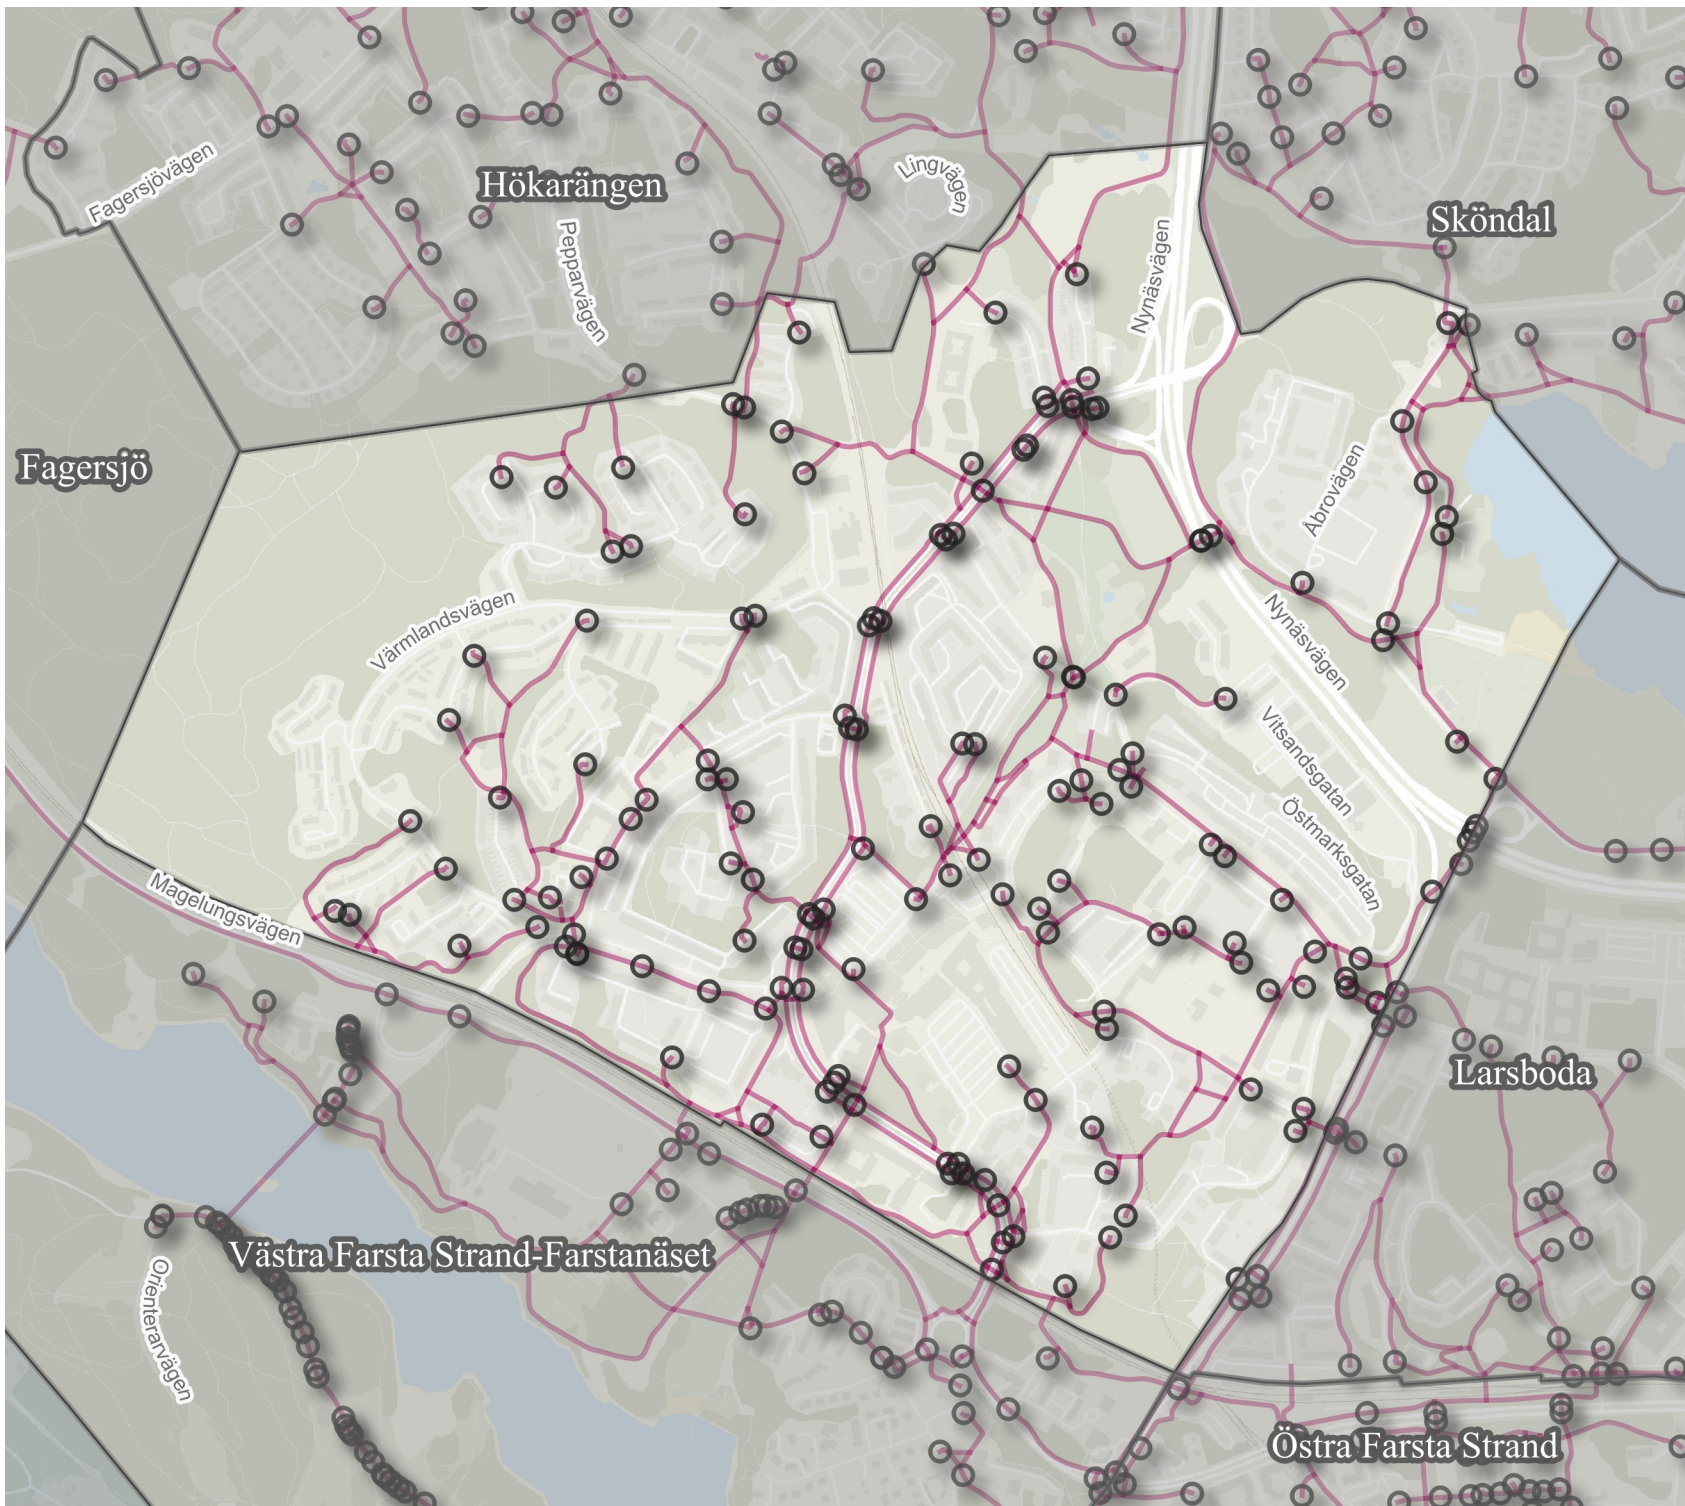 Fagersjövägen
Hökarängen
Lingvägen
Sköndal
Pepparvägen
Nynäsvägen
Fagersjö
Åbrovägen
Värmlandsvägen
Nynäsvägen
Vitsandsgatan
Östmarksgatan
Magelungsvägen
Larsboda
Västra Farsta Strand-Farstanäset
Orienterarvägen
Östra Farsta Strand